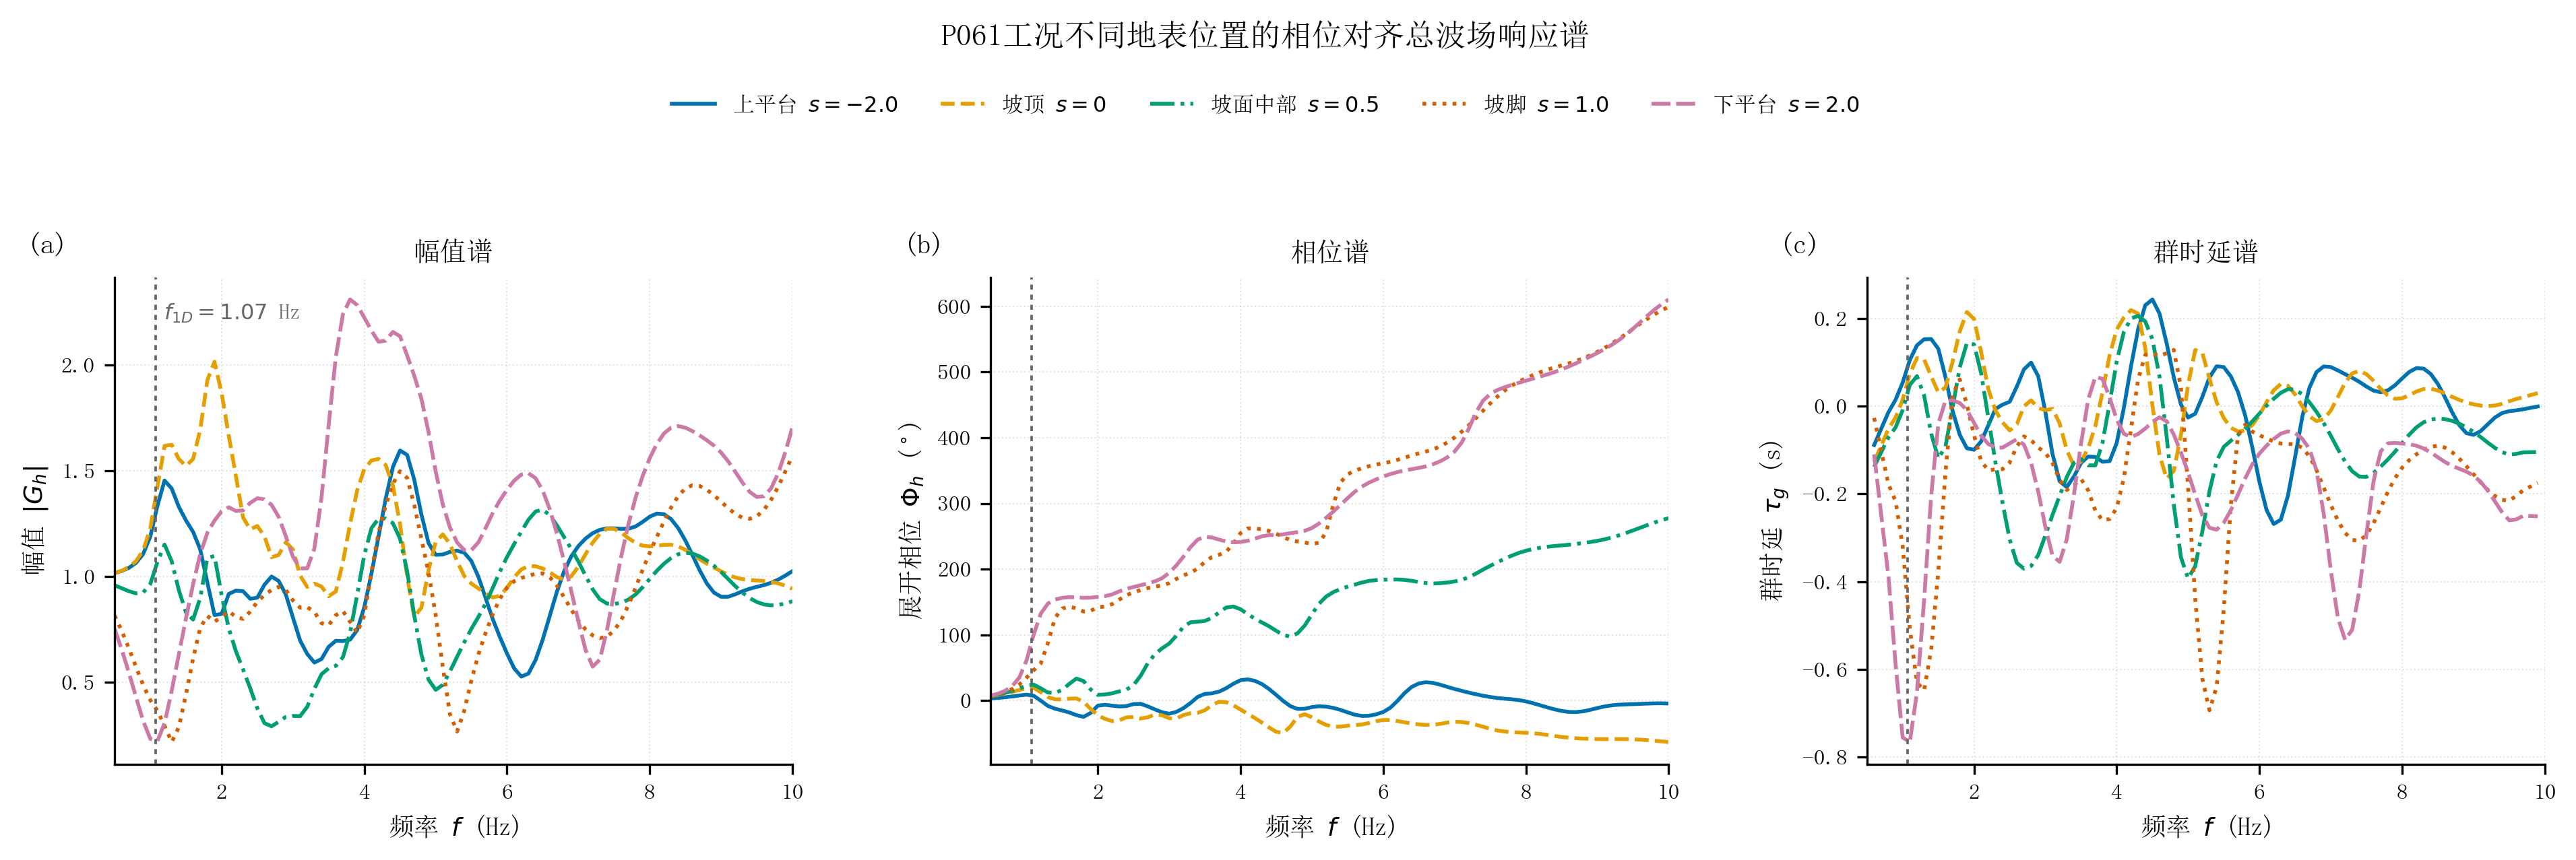 P061工况不同地表位置的相位对齐总波场响应谱
上平台 s = −2.0 坡顶 s = 0 坡面中部 s = 0.5 坡脚 s = 1.0 下平台 s = 2.0
(a)
幅值谱
f1D = 1.07 Hz
幅值 |Gh|
2.0
1.5
1.0
0.5
2 4 6 8 10
频率 f (Hz)
(b)
相位谱
展开相位 Φh (°)
600
500
400
300
200
100
0
2 4 6 8 10
频率 f (Hz)
(c)
群时延谱
群时延 τg (s)
0.2
0.0
−0.2
−0.4
−0.6
−0.8
2 4 6 8 10
频率 f (Hz)